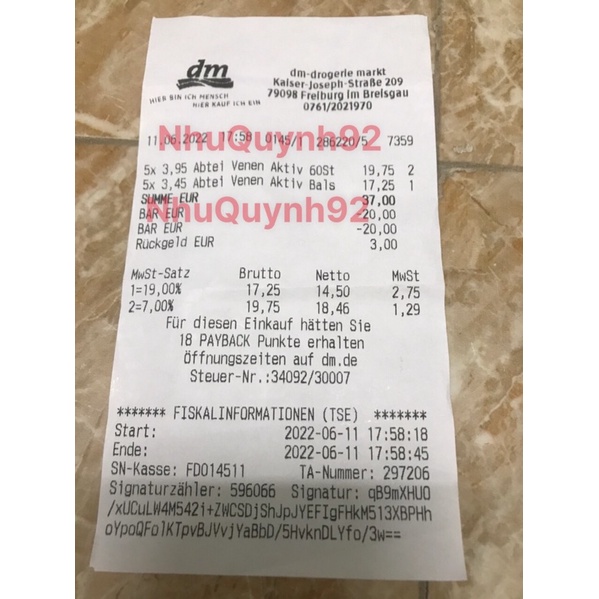 dm
HIER BIN ICH MENSCH
HIER KAUF ICH EIN
dm-drogerie markt
Kaiser-Joseph-Straße 209
79098 Freiburg im Breisgau
0761/2021970
11.06.2022 17:58 0145/1 286220/5 7359
NhuQuynh92
5x 3,95 Abtei Venen Aktiv 60St 19,75 2
5x 3,45 Abtei Venen Aktiv Bals 17,25 1
SUMME EUR 37,00
NhuQuynh92
BAR EUR -20,00
BAR EUR -20,00
Rückgeld EUR 3,00
MwSt-Satz Brutto Netto MwSt
1=19,00% 17,25 14,50 2,75
2=7,00% 19,75 18,46 1,29
Für diesen Einkauf hätten Sie
18 PAYBACK Punkte erhalten
Öffnungszeiten auf dm.de
Steuer-Nr.:34092/30007
******* FISKALINFORMATIONEN (TSE) *******
Start: 2022-06-11 17:58:18
Ende: 2022-06-11 17:58:45
SN-Kasse: FD014511 TA-Nummer: 297206
Signaturzähler: 596066 Signatur: qB9mXHUO
/xUCuLW4M542i+ZWCSDjShJpJYEFIgFHkM513XBPHh
oYpoQFolKTpvBJVvjYaBbD/5HvknDLYfo/3w==